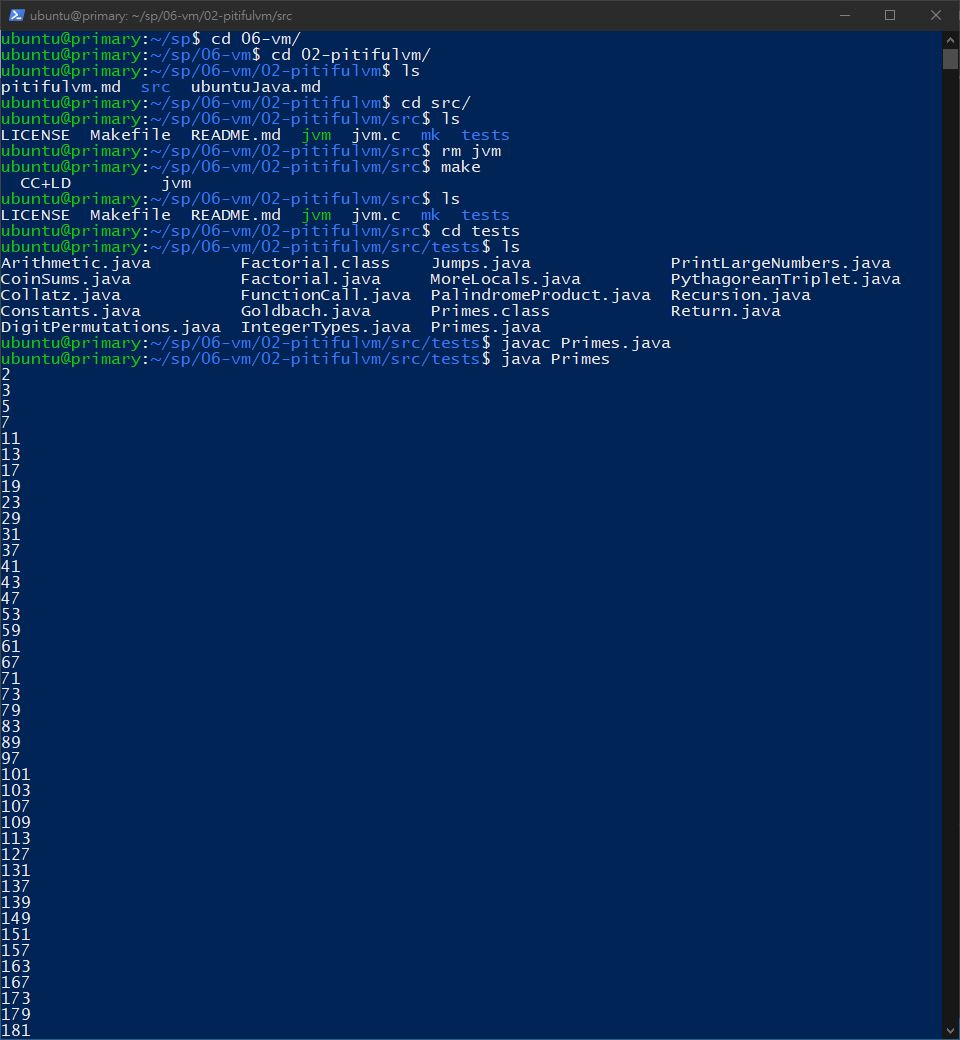 ubuntu@primary: ~/sp/06-vm/02-pitifulvm/src
ubuntu@primary:~/sp$ cd 06-vm/
ubuntu@primary:~/sp/06-vm$ cd 02-pitifulvm/
ubuntu@primary:~/sp/06-vm/02-pitifulvm$ ls
pitifulvm.md  src  ubuntuJava.md
ubuntu@primary:~/sp/06-vm/02-pitifulvm$ cd src/
ubuntu@primary:~/sp/06-vm/02-pitifulvm/src$ ls
LICENSE  Makefile  README.md  jvm  jvm.c  mk  tests
ubuntu@primary:~/sp/06-vm/02-pitifulvm/src$ rm jvm
ubuntu@primary:~/sp/06-vm/02-pitifulvm/src$ make
  CC+LD         jvm
ubuntu@primary:~/sp/06-vm/02-pitifulvm/src$ ls
LICENSE  Makefile  README.md  jvm  jvm.c  mk  tests
ubuntu@primary:~/sp/06-vm/02-pitifulvm/src$ cd tests
ubuntu@primary:~/sp/06-vm/02-pitifulvm/src/tests$ ls
Arithmetic.java         Factorial.class    Jumps.java              PrintLargeNumbers.java
CoinSums.java           Factorial.java     MoreLocals.java         PythagoreanTriplet.java
Collatz.java            FunctionCall.java  PalindromeProduct.java  Recursion.java
Constants.java          Goldbach.java      Primes.class            Return.java
DigitPermutations.java  IntegerTypes.java  Primes.java
ubuntu@primary:~/sp/06-vm/02-pitifulvm/src/tests$ javac Primes.java
ubuntu@primary:~/sp/06-vm/02-pitifulvm/src/tests$ java Primes
2
3
5
7
11
13
17
19
23
29
31
37
41
43
47
53
59
61
67
71
73
79
83
89
97
101
103
107
109
113
127
131
137
139
149
151
157
163
167
173
179
181